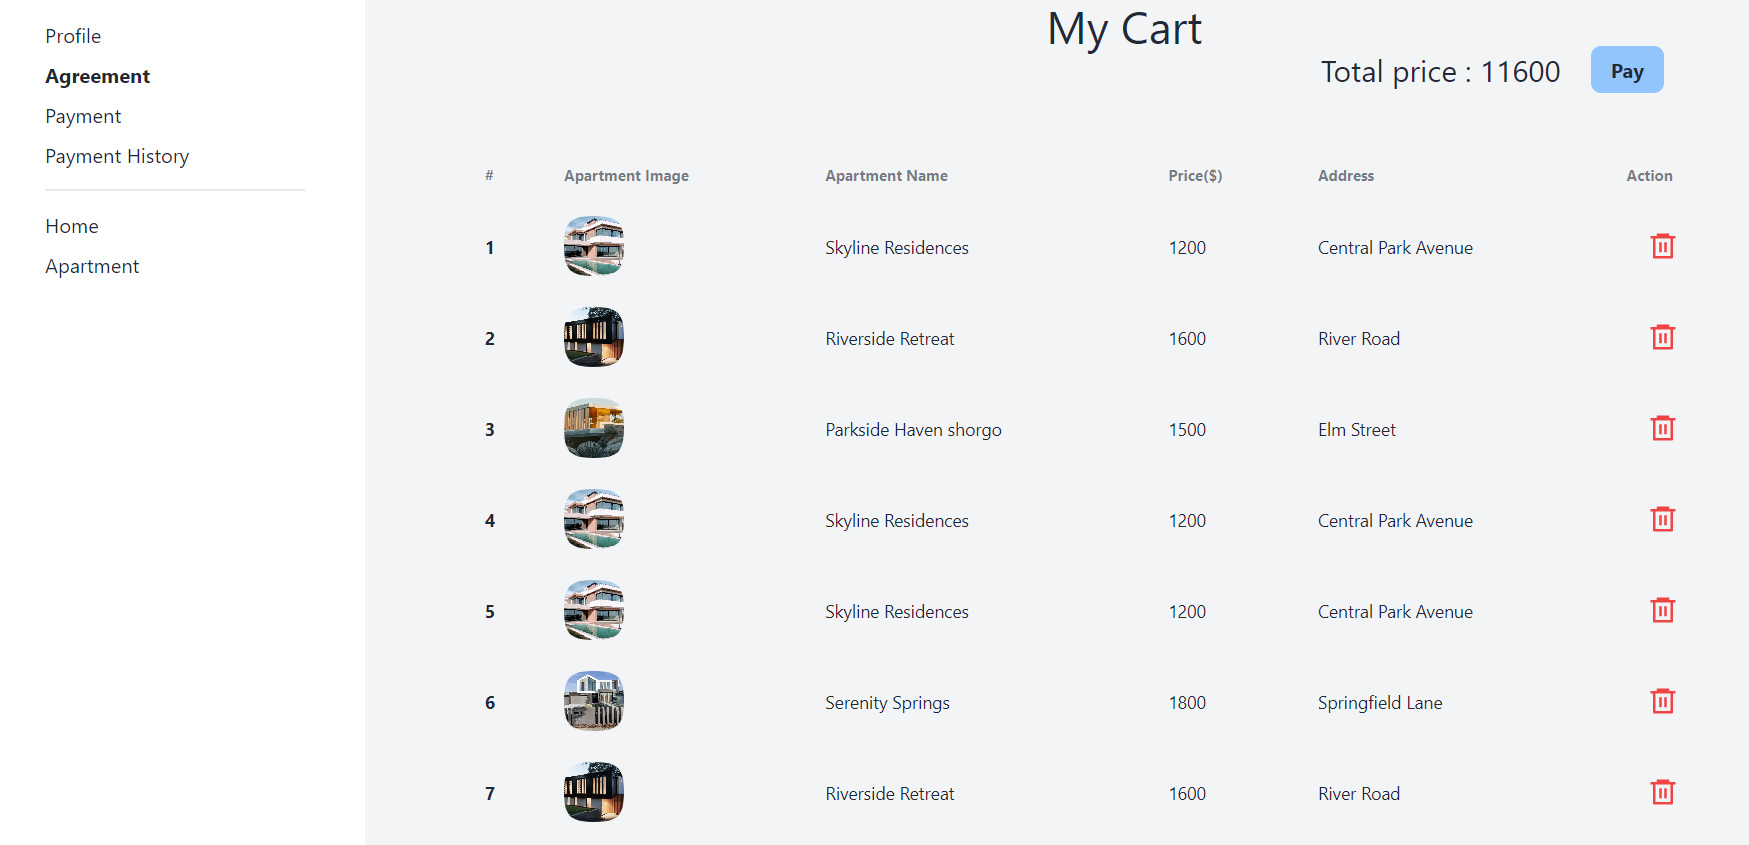 Profile
Agreement
Payment
Payment History
Home
Apartment
My Cart
Total price : 11600 Pay
# Apartment Image Apartment Name Price($) Address Action
1 Skyline Residences 1200 Central Park Avenue
2 Riverside Retreat 1600 River Road
3 Parkside Haven shorgo 1500 Elm Street
4 Skyline Residences 1200 Central Park Avenue
5 Skyline Residences 1200 Central Park Avenue
6 Serenity Springs 1800 Springfield Lane
7 Riverside Retreat 1600 River Road